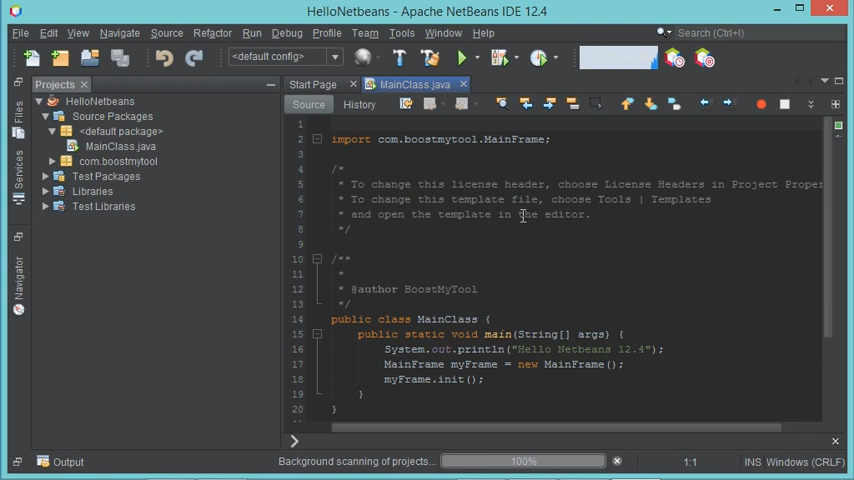 HelloNetbeans - Apache NetBeans IDE 12.4
File Edit View Navigate Source Refactor Run Debug Profile Team Tools Window Help
Search (Ctrl+I)
<default config>
Projects
Start Page
MainClass.java
Source History
Files
Services
Navigator
HelloNetbeans
Source Packages
<default package>
MainClass.java
com.boostmytool
Test Packages
Libraries
Test Libraries
1
2 import com.boostmytool.MainFrame;
3
4 /*
5 * To change this license header, choose License Headers in Project Proper
6 * To change this template file, choose Tools | Templates
7 * and open the template in the editor.
8 */
9
10 /**
11 *
12 * @author BoostMyTool
13 */
14 public class MainClass {
15 public static void main(String[] args) {
16 System.out.println("Hello Netbeans 12.4");
17 MainFrame myFrame = new MainFrame();
18 myFrame.init();
19 }
20 }
Output
Background scanning of projects... 100%
1:1
INS Windows (CRLF)